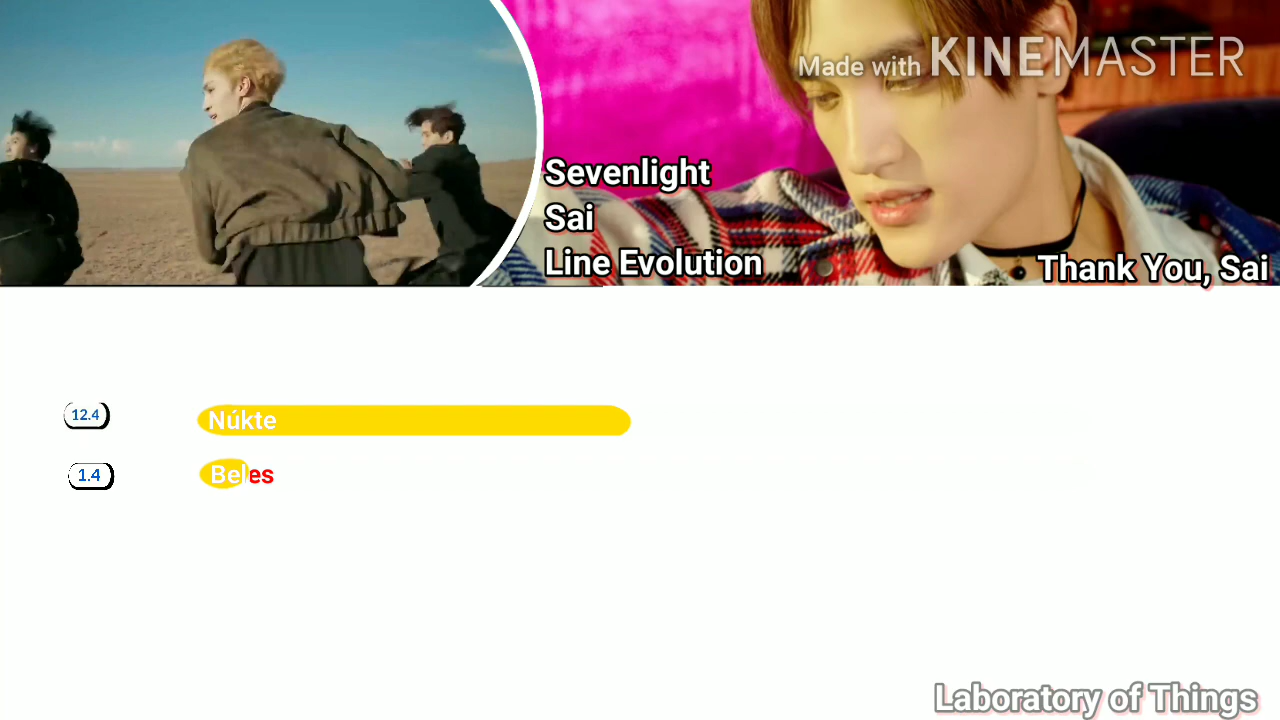 Made with KINEMASTER
Sevenlight
Sai
Line Evolution
Thank You, Sai
12.4
Núkte
1.4
Beles
Laboratory of Things